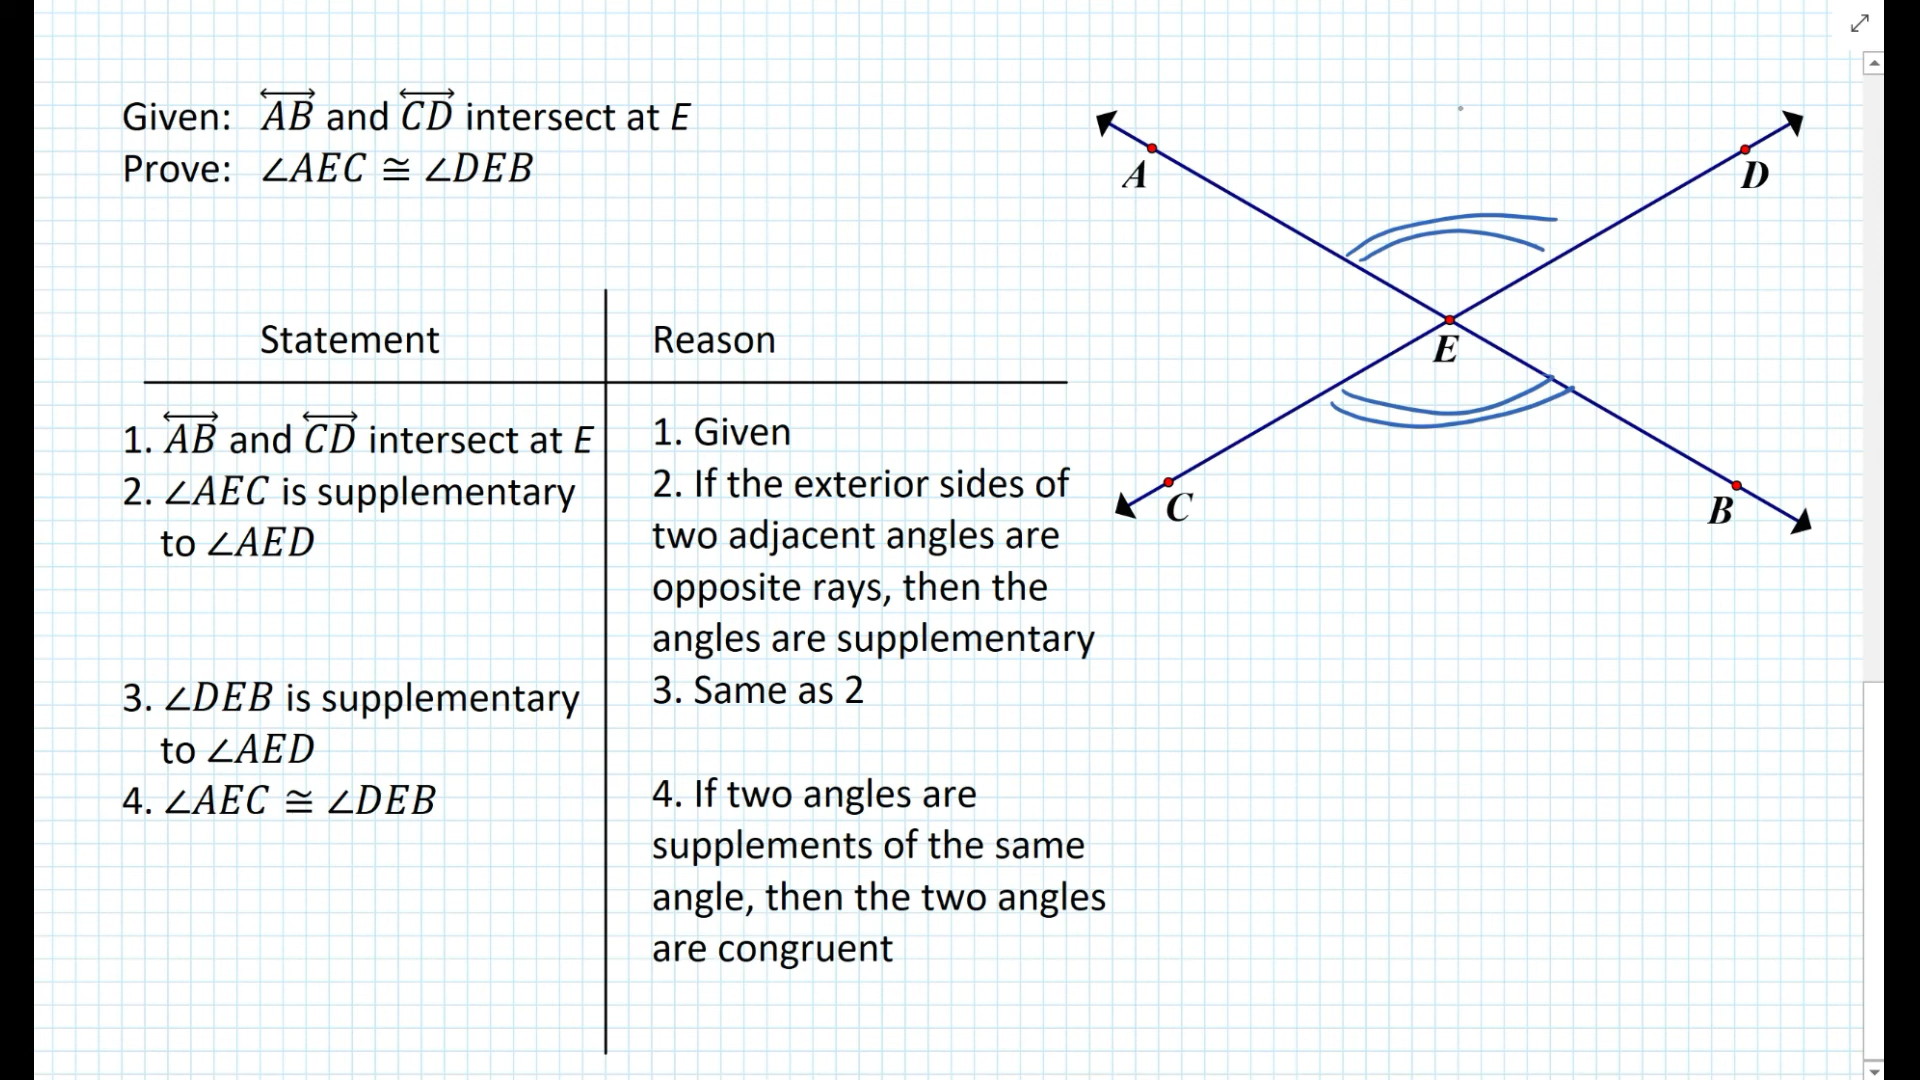 Given: AB and CD intersect at E
Prove: ∠AEC ≅ ∠DEB
A
D
E
C
B
Statement
Reason
1. AB and CD intersect at E
1. Given
2. ∠AEC is supplementary
to ∠AED
2. If the exterior sides of
two adjacent angles are
opposite rays, then the
angles are supplementary
3. ∠DEB is supplementary
to ∠AED
3. Same as 2
4. ∠AEC ≅ ∠DEB
4. If two angles are
supplements of the same
angle, then the two angles
are congruent